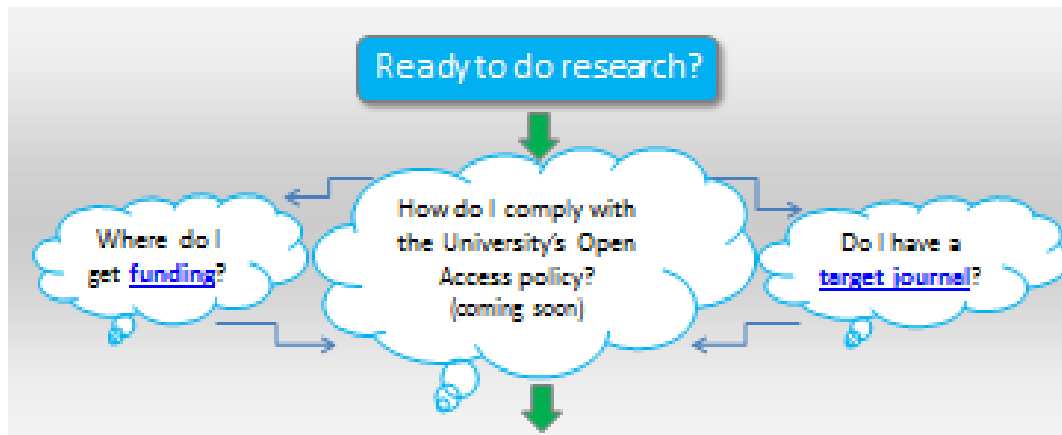 Ready to do research?
Where do I
get funding?
How do I comply with
the University's Open
Access policy?
(coming soon)
Do I have a
target journal?